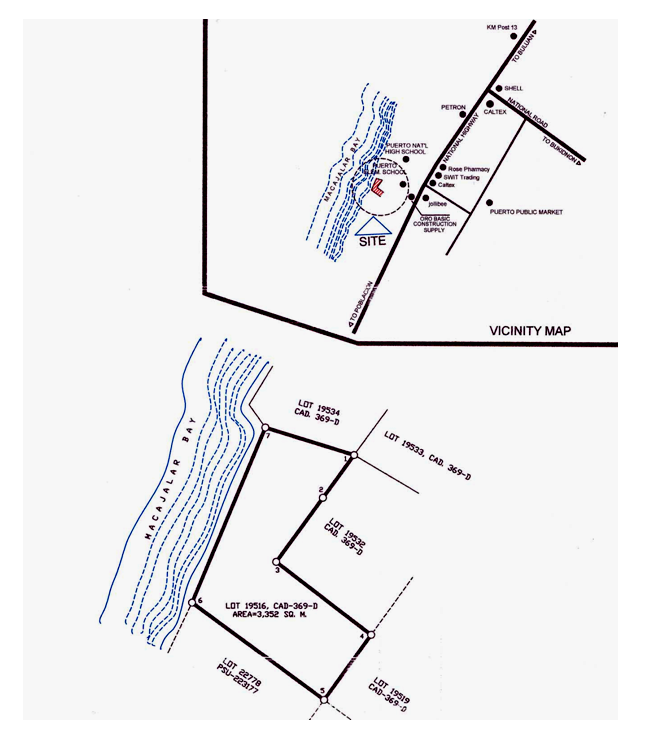 KM Post 13
TO BULUAN
SHELL
NATIONAL ROAD
PETRON
CALTEX
NATIONAL HIGHWAY
TO BUKIDNON
MACAJALAR BAY
PUERTO NAT'L
HIGH SCHOOL
PUERTO
ELEM. SCHOOL
Rose Pharmacy
SWIT Trading
Caltex
jollibee
PUERTO PUBLIC MARKET
ORO BASIC
CONSTRUCTION
SUPPLY
SITE
TO POBLACION
VICINITY MAP
LOT 19534
CAD. 369-D
7
LOT 19533, CAD. 369-D
1
MACAJALAR BAY
2
LOT 19532
CAD. 369-D
3
6
LOT 19516, CAD-369-D
AREA=3,352 SQ. M.
4
LOT 22778
PSU-223177
5
LOT 19519
CAD-369-D